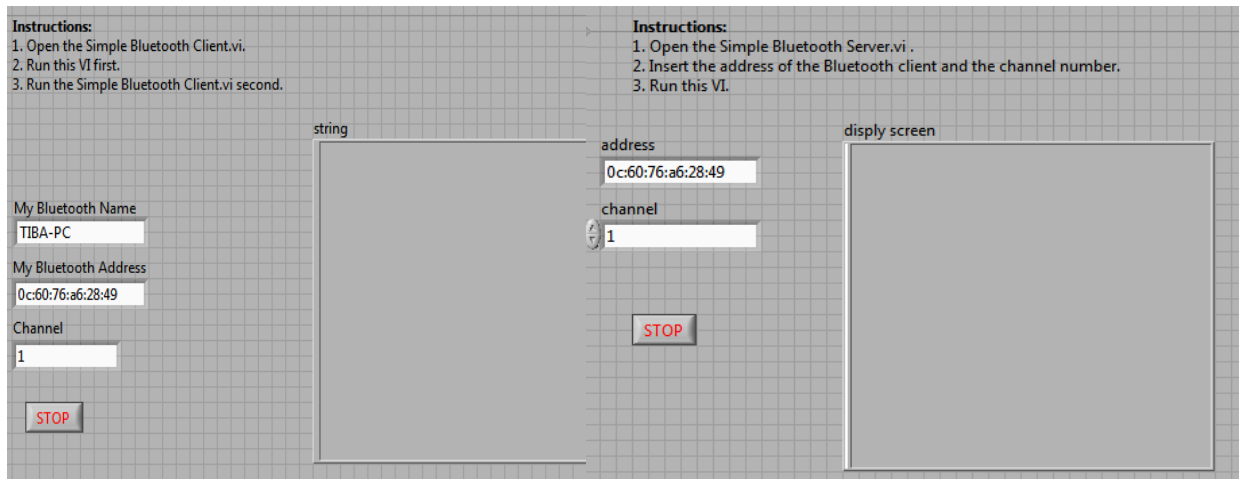 Instructions:
1. Open the Simple Bluetooth Client.vi.
2. Run this VI first.
3. Run the Simple Bluetooth Client.vi second.
string
My Bluetooth Name
TIBA-PC
My Bluetooth Address
0c:60:76:a6:28:49
Channel
1
STOP
Instructions:
1. Open the Simple Bluetooth Server.vi .
2. Insert the address of the Bluetooth client and the channel number.
3. Run this VI.
disply screen
address
0c:60:76:a6:28:49
channel
1
STOP